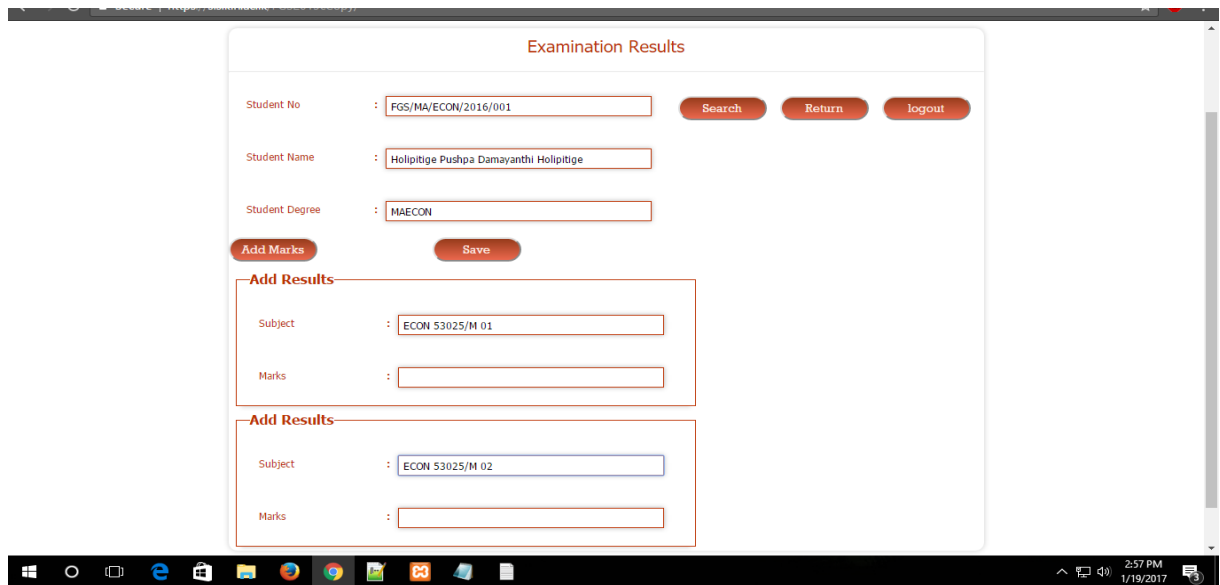 Examination Results
Student No : FGS/MA/ECON/2016/001 Search Return logout
Student Name : Holipitige Pushpa Damayanthi Holipitige
Student Degree : MAECON
Add Marks Save
Add Results
Subject : ECON 53025/M 01
Marks :
Add Results
Subject : ECON 53025/M 02
Marks :
2:57 PM
1/19/2017
3